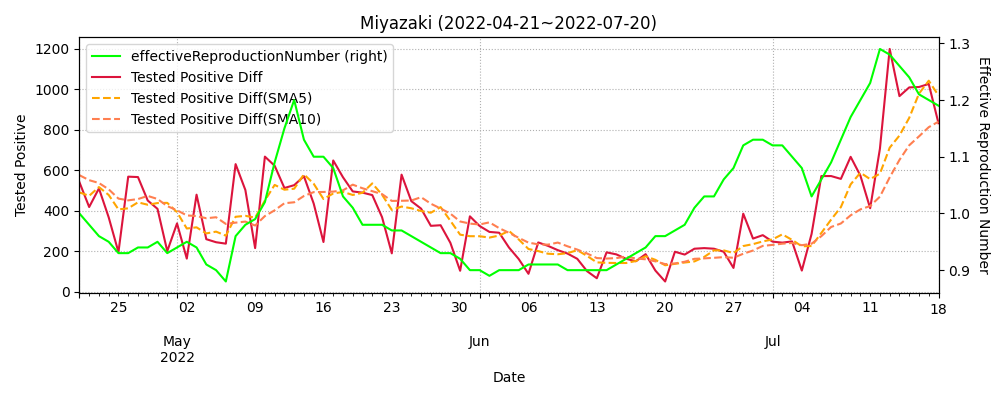 Miyazaki (2022-04-21~2022-07-20)
effectiveReproductionNumber (right)
Tested Positive Diff
Tested Positive Diff(SMA5)
Tested Positive Diff(SMA10)
Tested Positive
1200
1000
800
600
400
200
0
Effective Reproduction Number
1.3
1.2
1.1
1.0
0.9
25 02 09 16 23 30 06 13 20 27 04 11 18
May Jun Jul
2022
Date